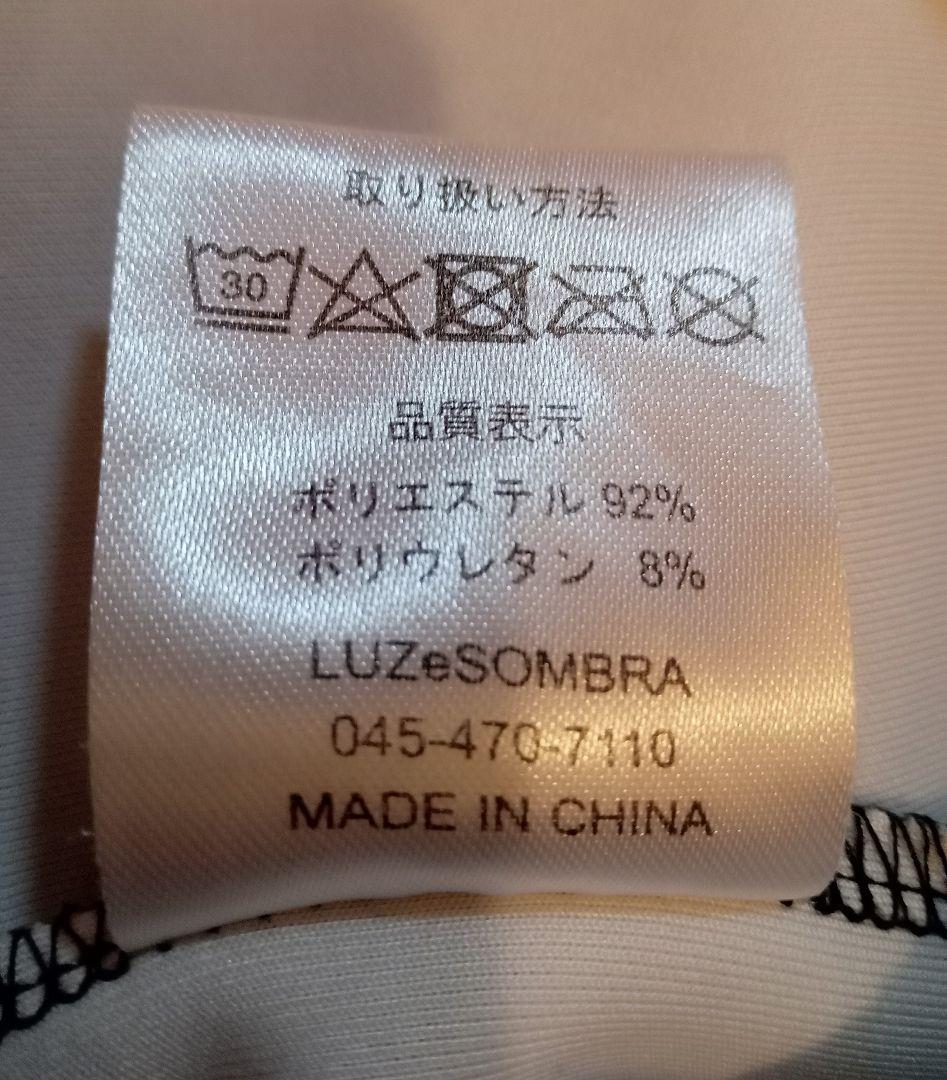 取り扱い方法
30
品質表示
ポリエステル 92%
ポリウレタン 8%
LUZeSOMBRA
045-470-7110
MADE IN CHINA